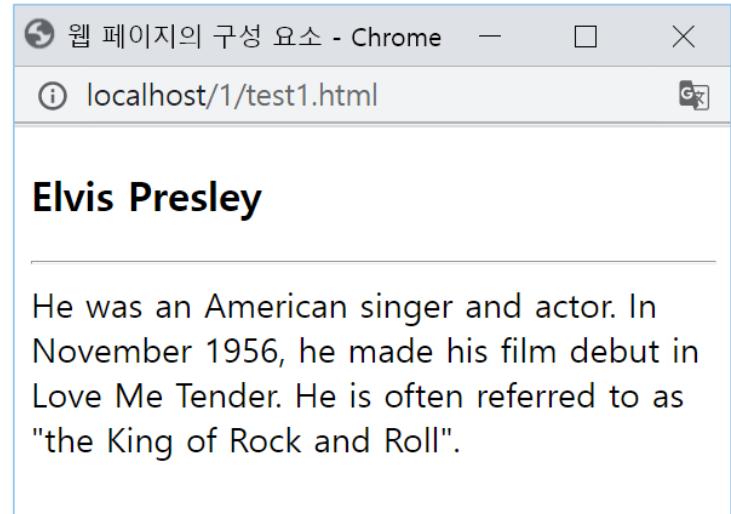 웹 페이지의 구성 요소 - Chrome
localhost/1/test1.html
Elvis Presley
He was an American singer and actor. In
November 1956, he made his film debut in
Love Me Tender. He is often referred to as
"the King of Rock and Roll".